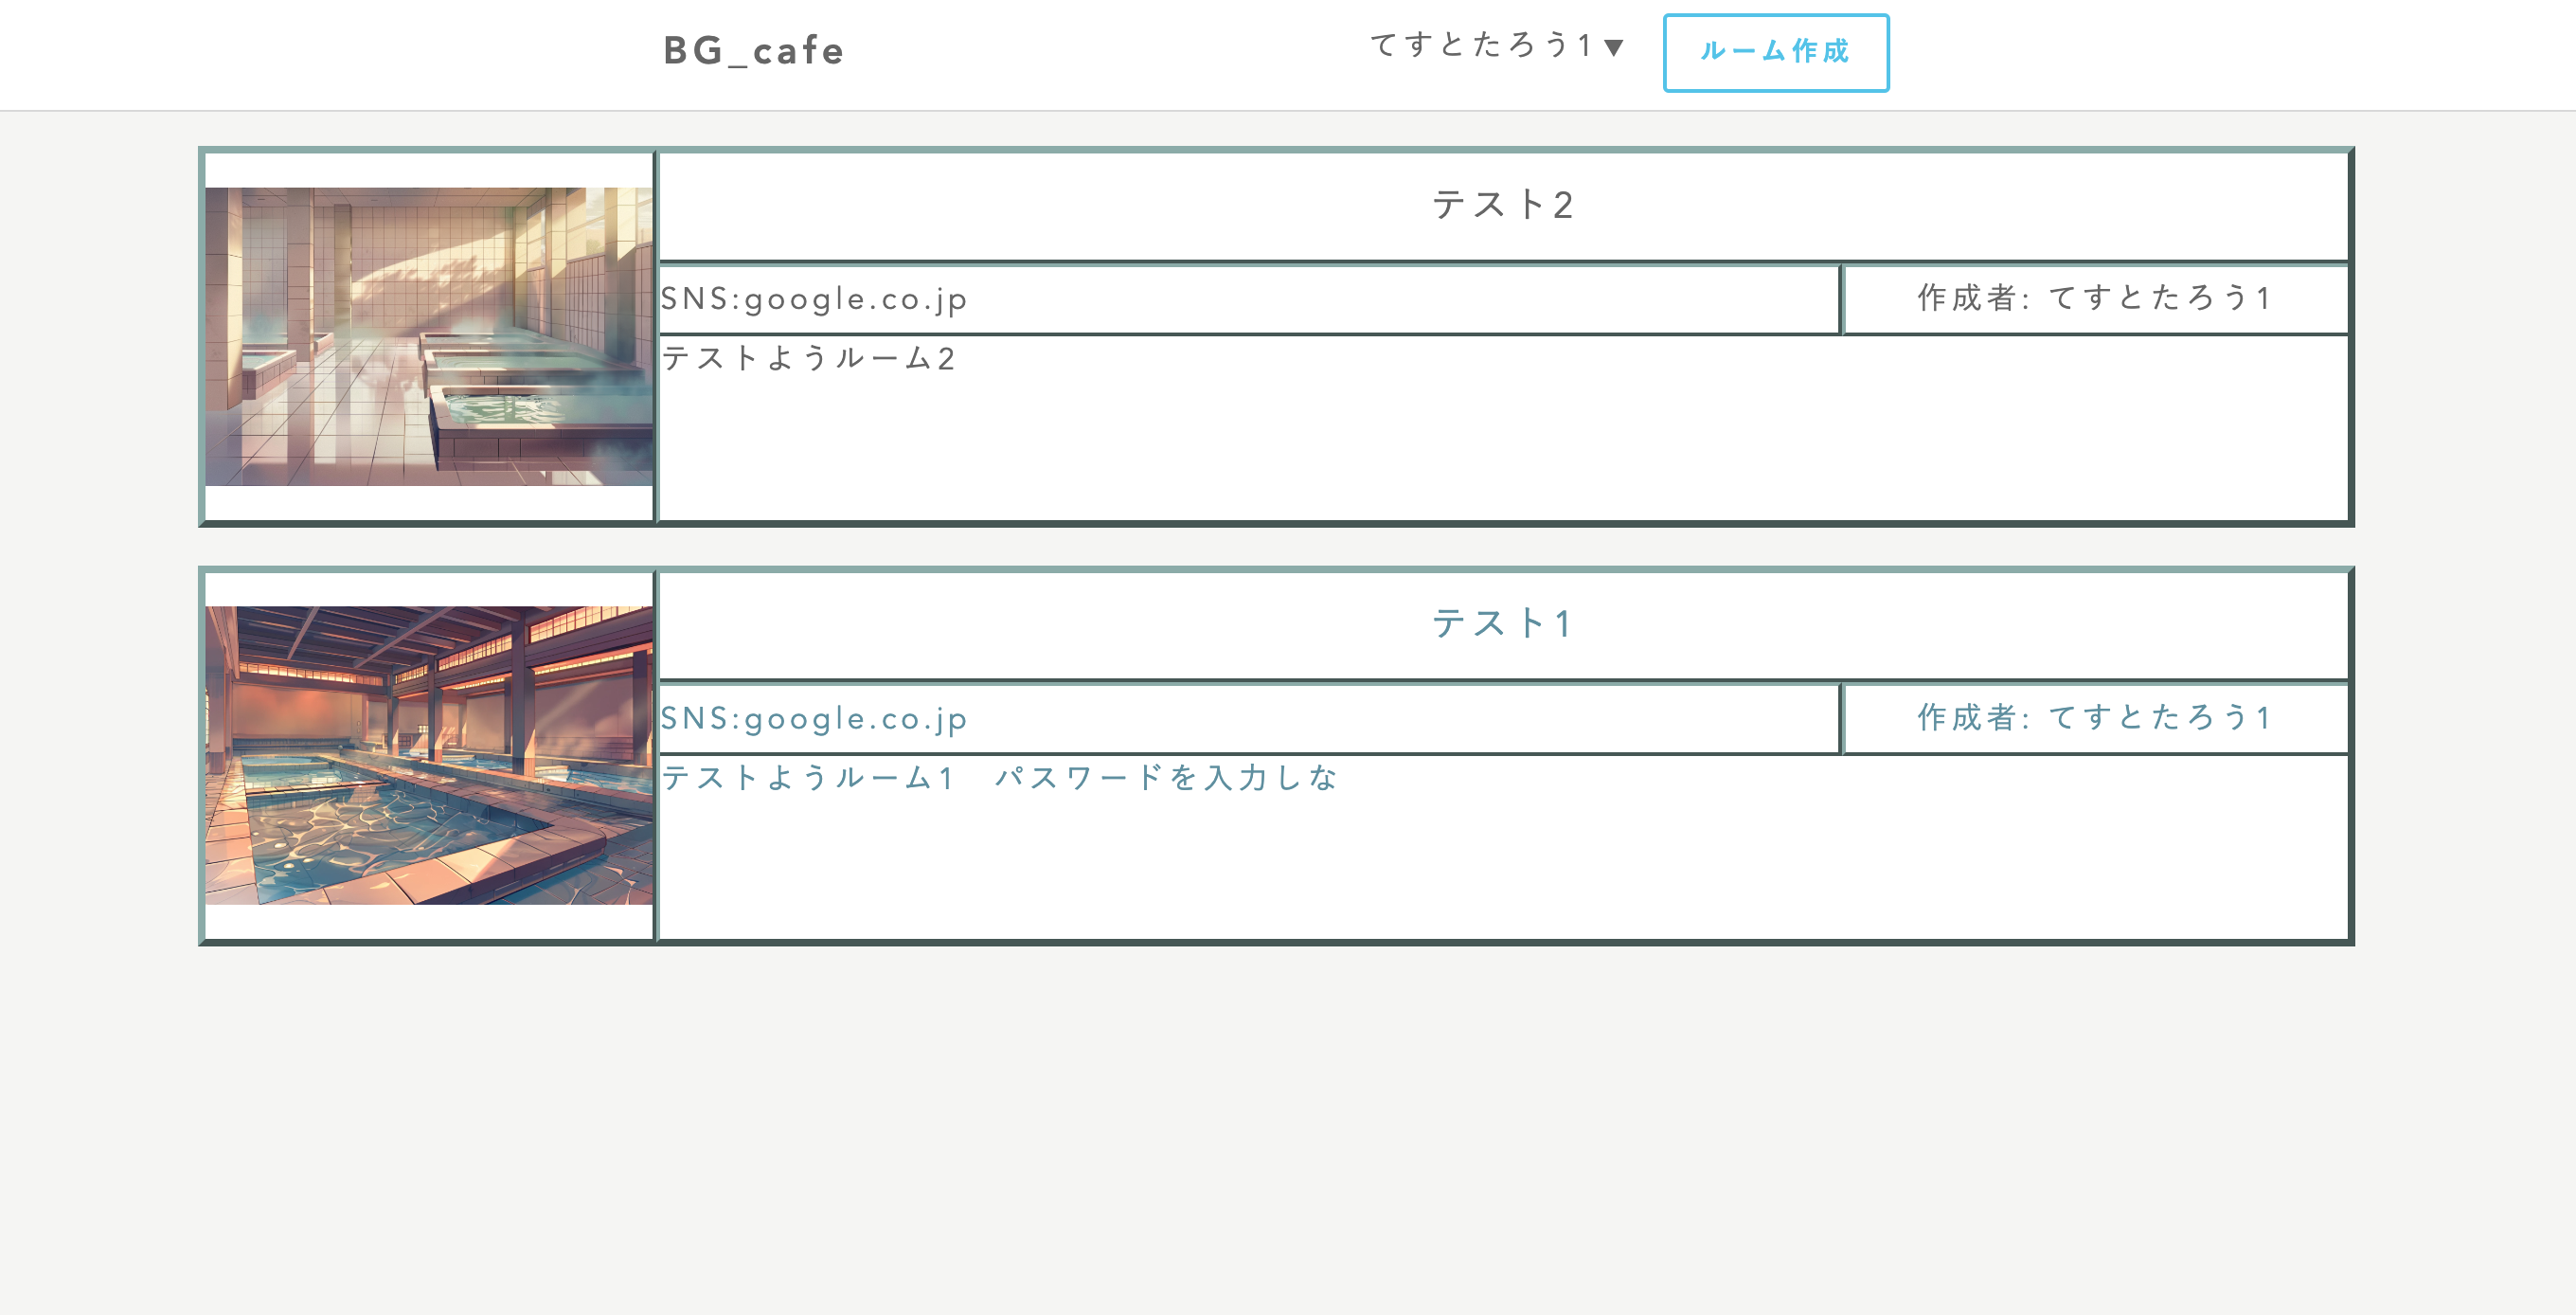 BG_cafe
てすとたろう1▼
ルーム作成
テスト2
SNS:google.co.jp
作成者: てすとたろう1
テストようルーム2
テスト1
SNS:google.co.jp
作成者: てすとたろう1
テストようルーム1　パスワードを入力しな